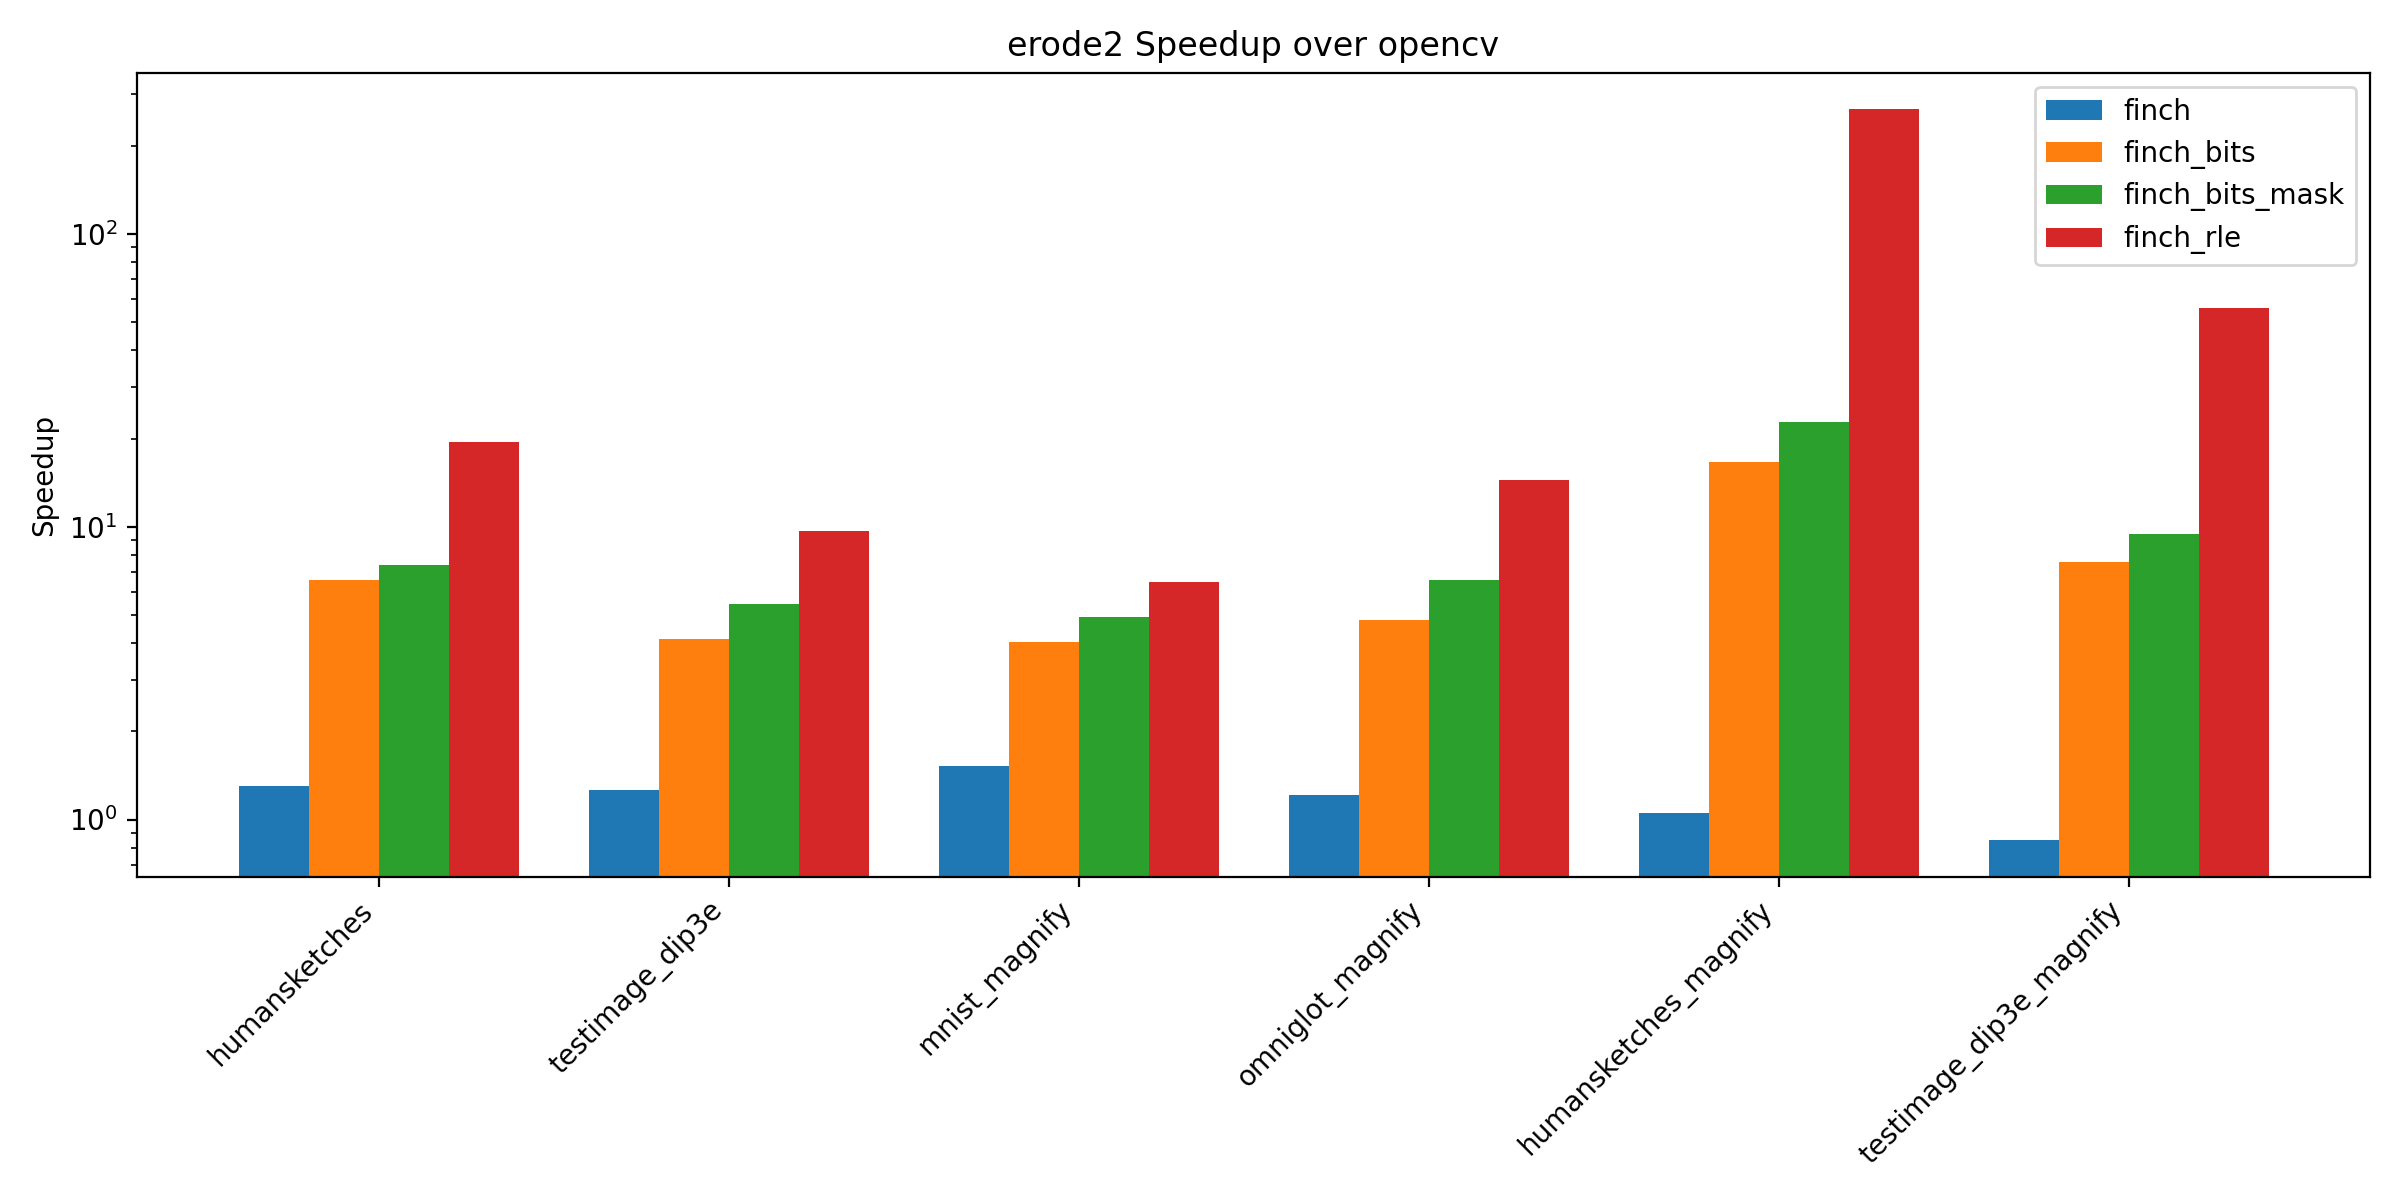 erode2 Speedup over opencv
finch
finch_bits
finch_bits_mask
finch_rle
Speedup
10²
10¹
10⁰
humansketches
testimage_dip3e
mnist_magnify
omniglot_magnify
humansketches_magnify
testimage_dip3e_magnify